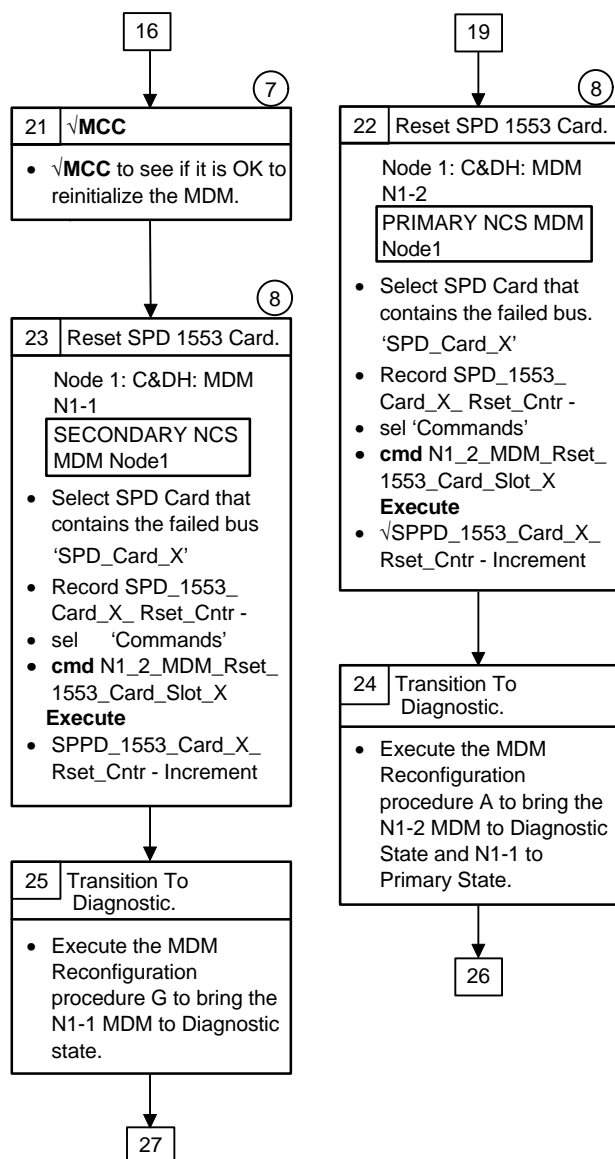 16
7
21 √MCC
• √MCC to see if it is OK to
reinitialize the MDM.
8
23 Reset SPD 1553 Card.
Node 1: C&DH: MDM
N1-1
SECONDARY NCS
MDM Node1
• Select SPD Card that
contains the failed bus
‘SPD_Card_X’
• Record SPD_1553_
Card_X_ Rset_Cntr -
• sel ‘Commands’
• cmd N1_2_MDM_Rset_
1553_Card_Slot_X
Execute
• SPPD_1553_Card_X_
Rset_Cntr - Increment
25 Transition To
Diagnostic.
• Execute the MDM
Reconfiguration
procedure G to bring the
N1-1 MDM to Diagnostic
state.
27
19
8
22 Reset SPD 1553 Card.
Node 1: C&DH: MDM
N1-2
PRIMARY NCS MDM
Node1
• Select SPD Card that
contains the failed bus.
‘SPD_Card_X’
• Record SPD_1553_
Card_X_ Rset_Cntr -
• sel ‘Commands’
• cmd N1_2_MDM_Rset_
1553_Card_Slot_X
Execute
• √SPPD_1553_Card_X_
Rset_Cntr - Increment
24 Transition To
Diagnostic.
• Execute the MDM
Reconfiguration
procedure A to bring the
N1-2 MDM to Diagnostic
State and N1-1 to
Primary State.
26